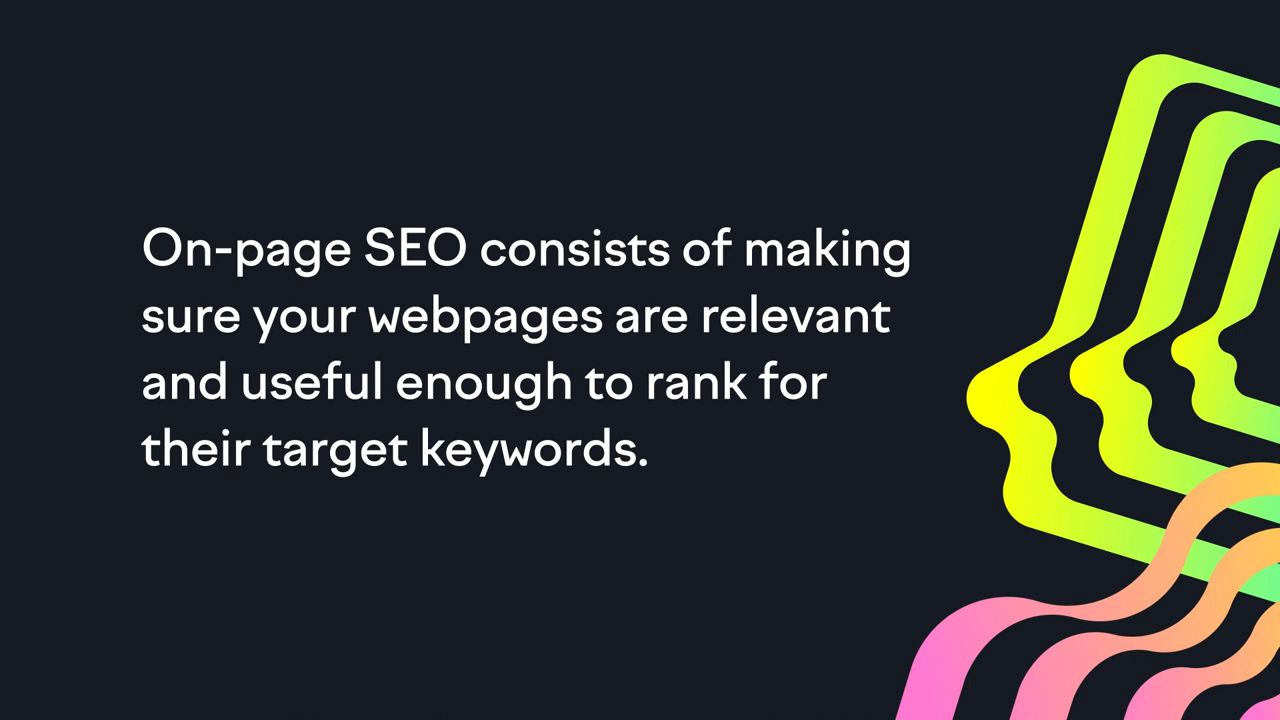 On-page SEO consists of making
sure your webpages are relevant
and useful enough to rank for
their target keywords.